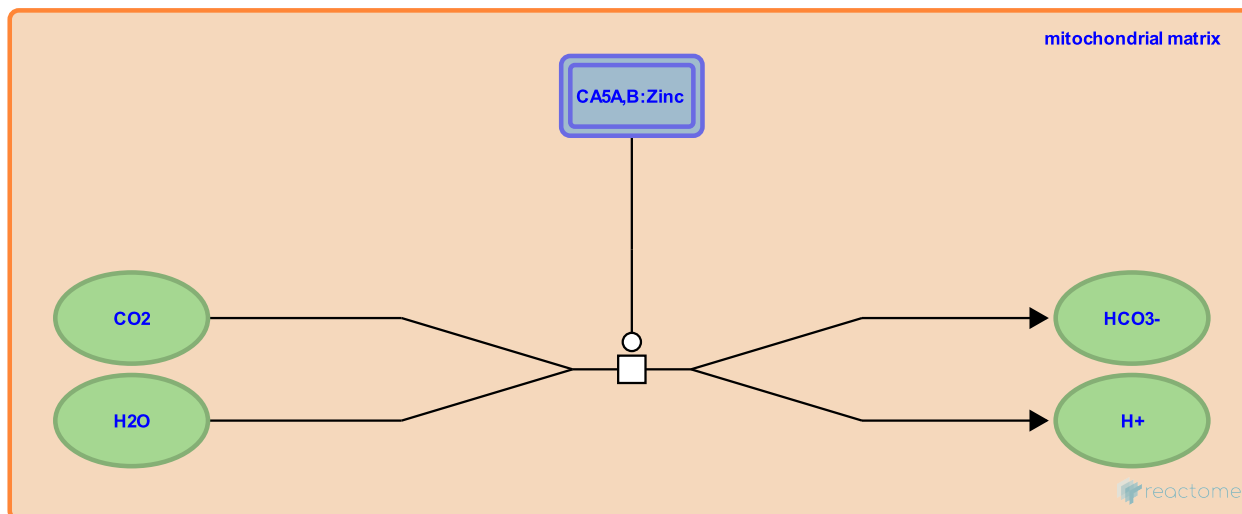 mitochondrial matrix
CA5A,B:Zinc
CO2
HCO3-
H2O
H+
reactome